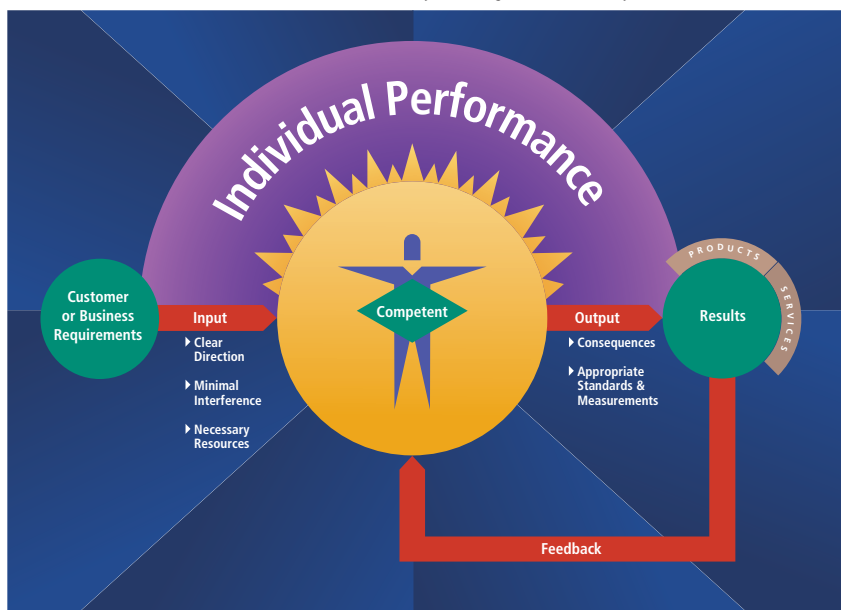 Individual Performance
Customer
or Business
Requirements
Input
Clear
Direction
Minimal
Interference
Necessary
Resources
Competent
Output
Consequences
Appropriate
Standards &
Measurements
Results
PRODUCTS
SERVICES
Feedback